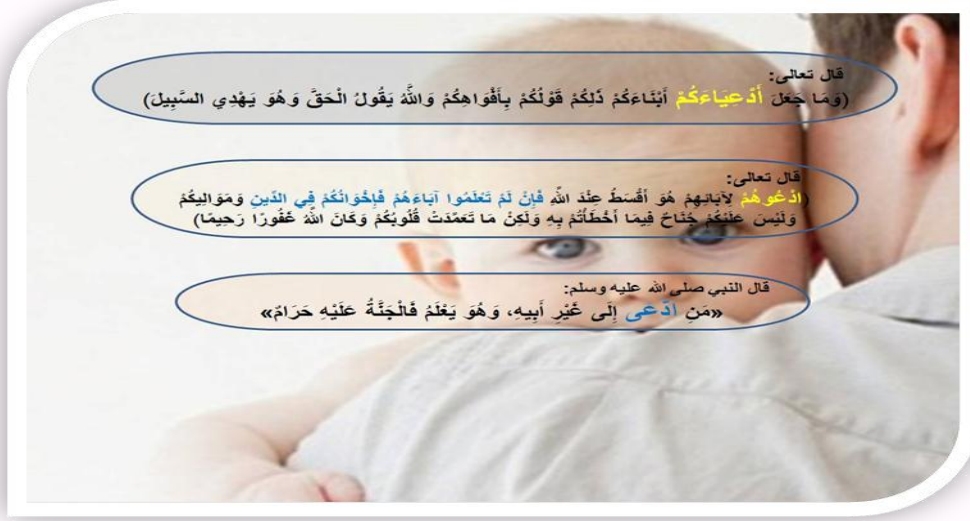 قال تعالى:
(وَمَا جَعَلَ أَدْعِيَاءَكُمْ أَبْنَاءَكُمْ ذَلِكُمْ قَوْلُكُمْ بِأَفْوَاهِكُمْ وَاللَّهُ يَقُولُ الْحَقَّ وَهُوَ يَهْدِي السَّبِيلَ)
قال تعالى:
(ادْعُوهُمْ لِآبَائِهِمْ هُوَ أَقْسَطُ عِنْدَ اللَّهِ فَإِنْ لَمْ تَعْلَمُوا آبَاءَهُمْ فَإِخْوَانُكُمْ فِي الدِّينِ وَمَوَالِيكُمْ
وَلَيْسَ عَلَيْكُمْ جُنَاحٌ فِيمَا أَخْطَأْتُمْ بِهِ وَلَكِنْ مَا تَعَمَّدَتْ قُلُوبُكُمْ وَكَانَ اللَّهُ غَفُورًا رَحِيمًا)
قال النبي صلى الله عليه وسلم:
«مَنِ ادَّعَى إِلَى غَيْرِ أَبِيهِ، وَهُوَ يَعْلَمُ فَالْجَنَّةُ عَلَيْهِ حَرَامٌ»